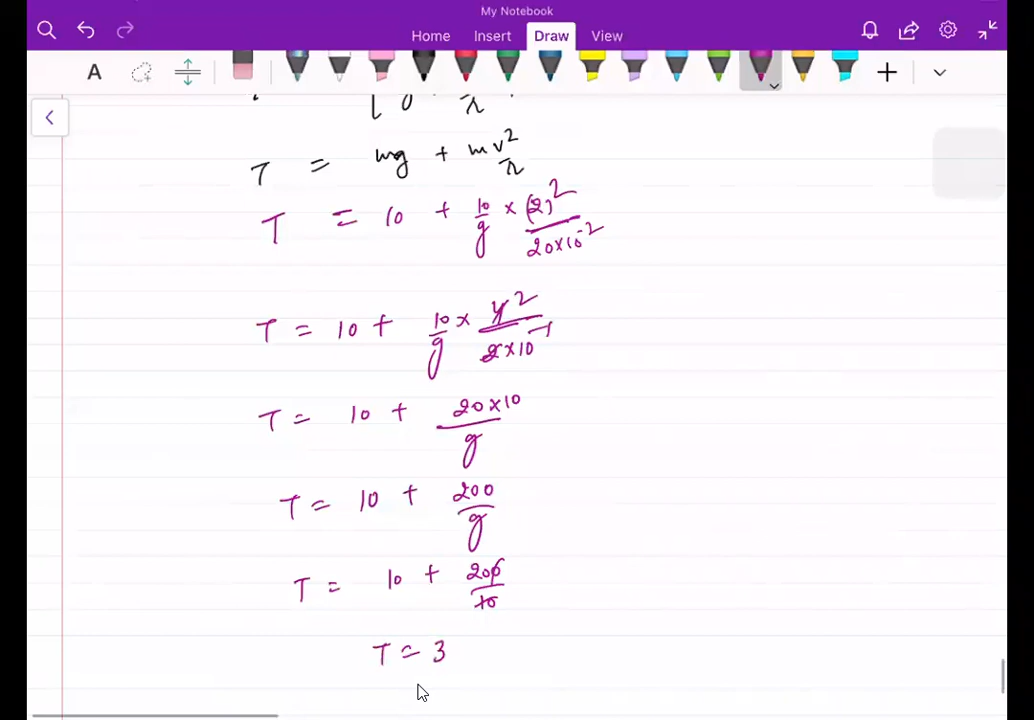 My Notebook
Home Insert Draw View
A
T = mg + mv²/r
T = 10 + 10/g × (2)²/20×10⁻²
T = 10 + 10/g × 4 2/2×10⁻¹
T = 10 + 20×10/g
T = 10 + 200/g
T = 10 + 200/10
T = 3